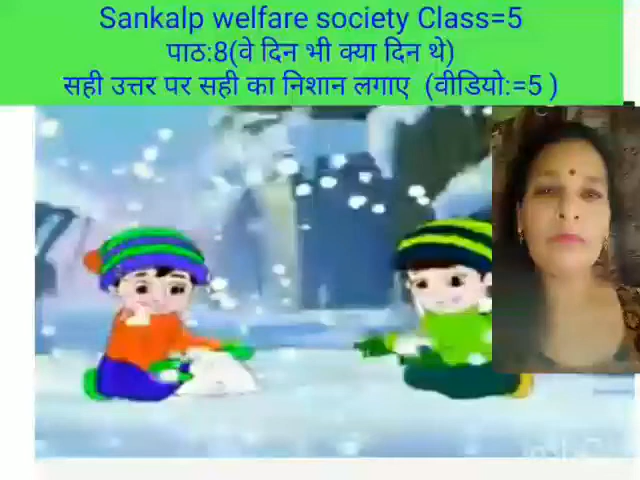 Sankalp welfare society Class=5
पाठ:8(वे दिन भी क्या दिन थे)
सही उत्तर पर सही का निशान लगाए (वीडियो:=5 )